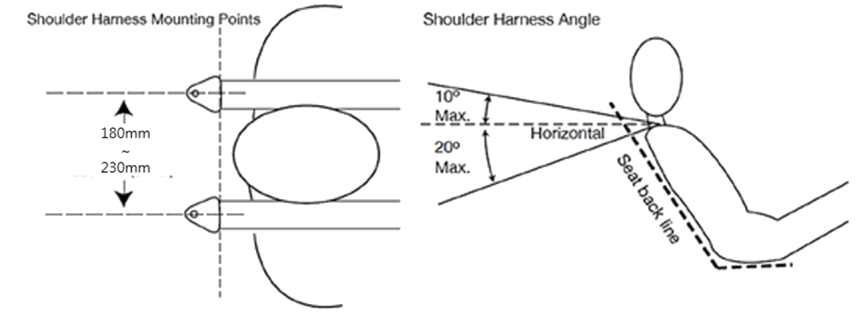 Shoulder Harness Mounting Points
180mm
~
230mm
Shoulder Harness Angle
10º
Max.
Horizontal
20º
Max.
Seat back line